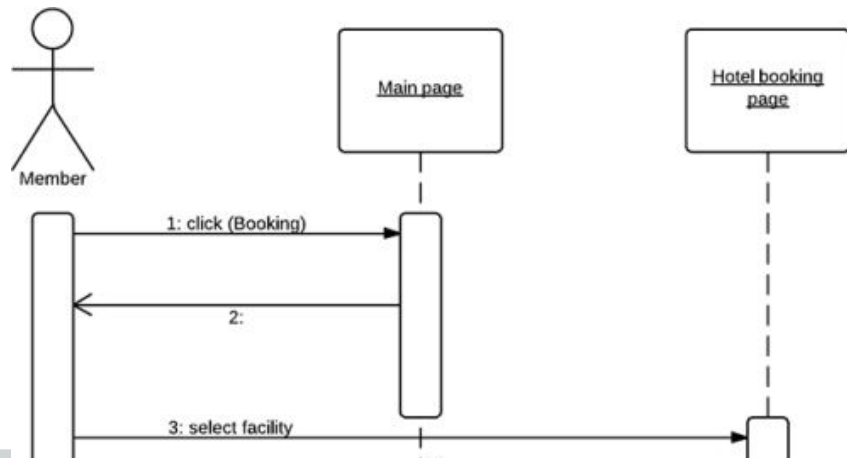 Main page
Hotel booking
page
Member
1: click (Booking)
2:
3: select facility